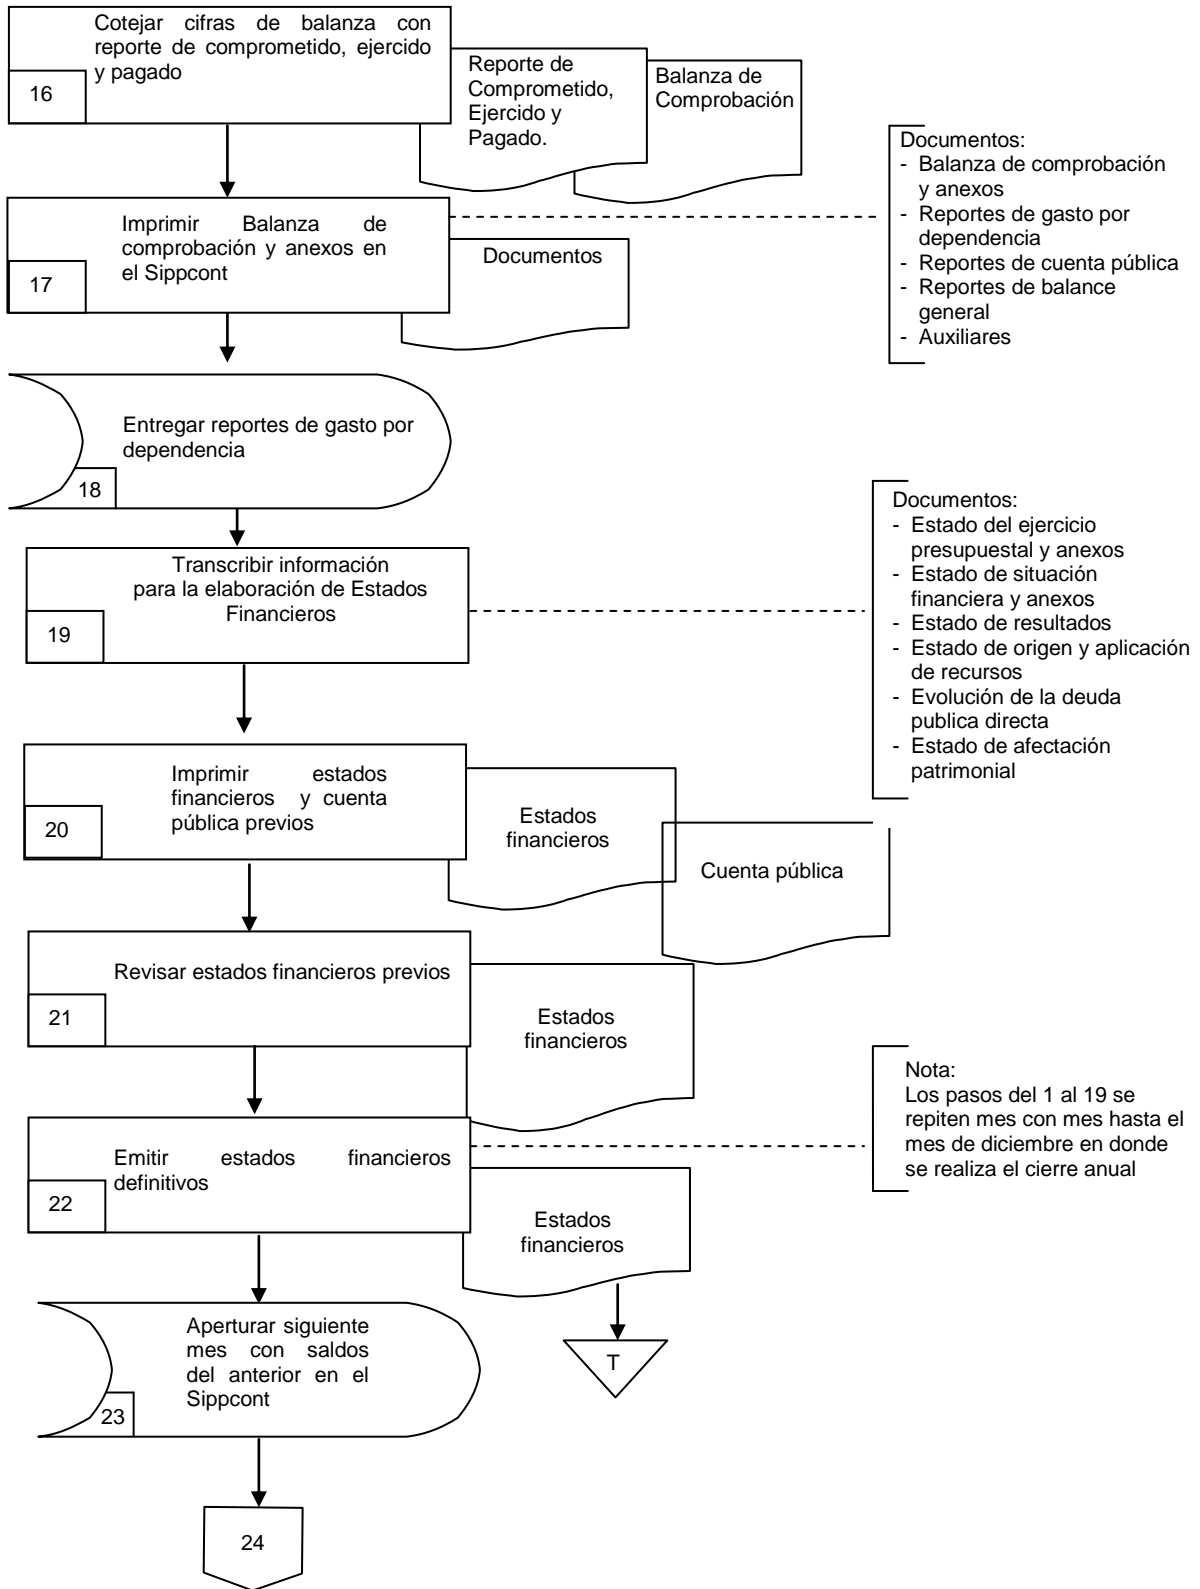 Cotejar cifras de balanza con
reporte de comprometido, ejercido
y pagado
16
Reporte de
Comprometido,
Ejercido y
Pagado.
Balanza de
Comprobación
Documentos:
- Balanza de comprobación
y anexos
- Reportes de gasto por
dependencia
- Reportes de cuenta pública
- Reportes de balance
general
- Auxiliares
Imprimir Balanza de
comprobación y anexos en
el Sippcont
17
Documentos
Entregar reportes de gasto por
dependencia
18
Transcribir información
para la elaboración de Estados
Financieros
19
Documentos:
- Estado del ejercicio
presupuestal y anexos
- Estado de situación
financiera y anexos
- Estado de resultados
- Estado de origen y aplicación
de recursos
- Evolución de la deuda
publica directa
- Estado de afectación
patrimonial
Imprimir estados
financieros y cuenta
pública previos
20
Estados
financieros
Cuenta pública
Revisar estados financieros previos
21
Estados
financieros
Nota:
Los pasos del 1 al 19 se
repiten mes con mes hasta el
mes de diciembre en donde
se realiza el cierre anual
Emitir estados financieros
definitivos
22
Estados
financieros
T
Aperturar siguiente
mes con saldos
del anterior en el
Sippcont
23
24